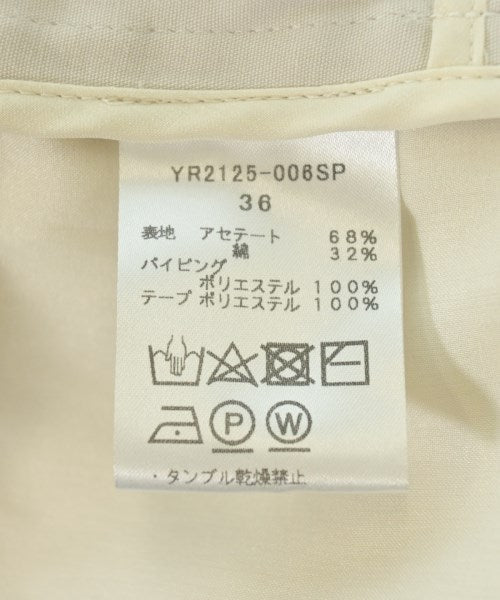 YR2125-006SP
36
表地 アセテート 68%
綿 32%
パイピング
ポリエステル 100%
テープ ポリエステル 100%
P W
・タンブル乾燥禁止